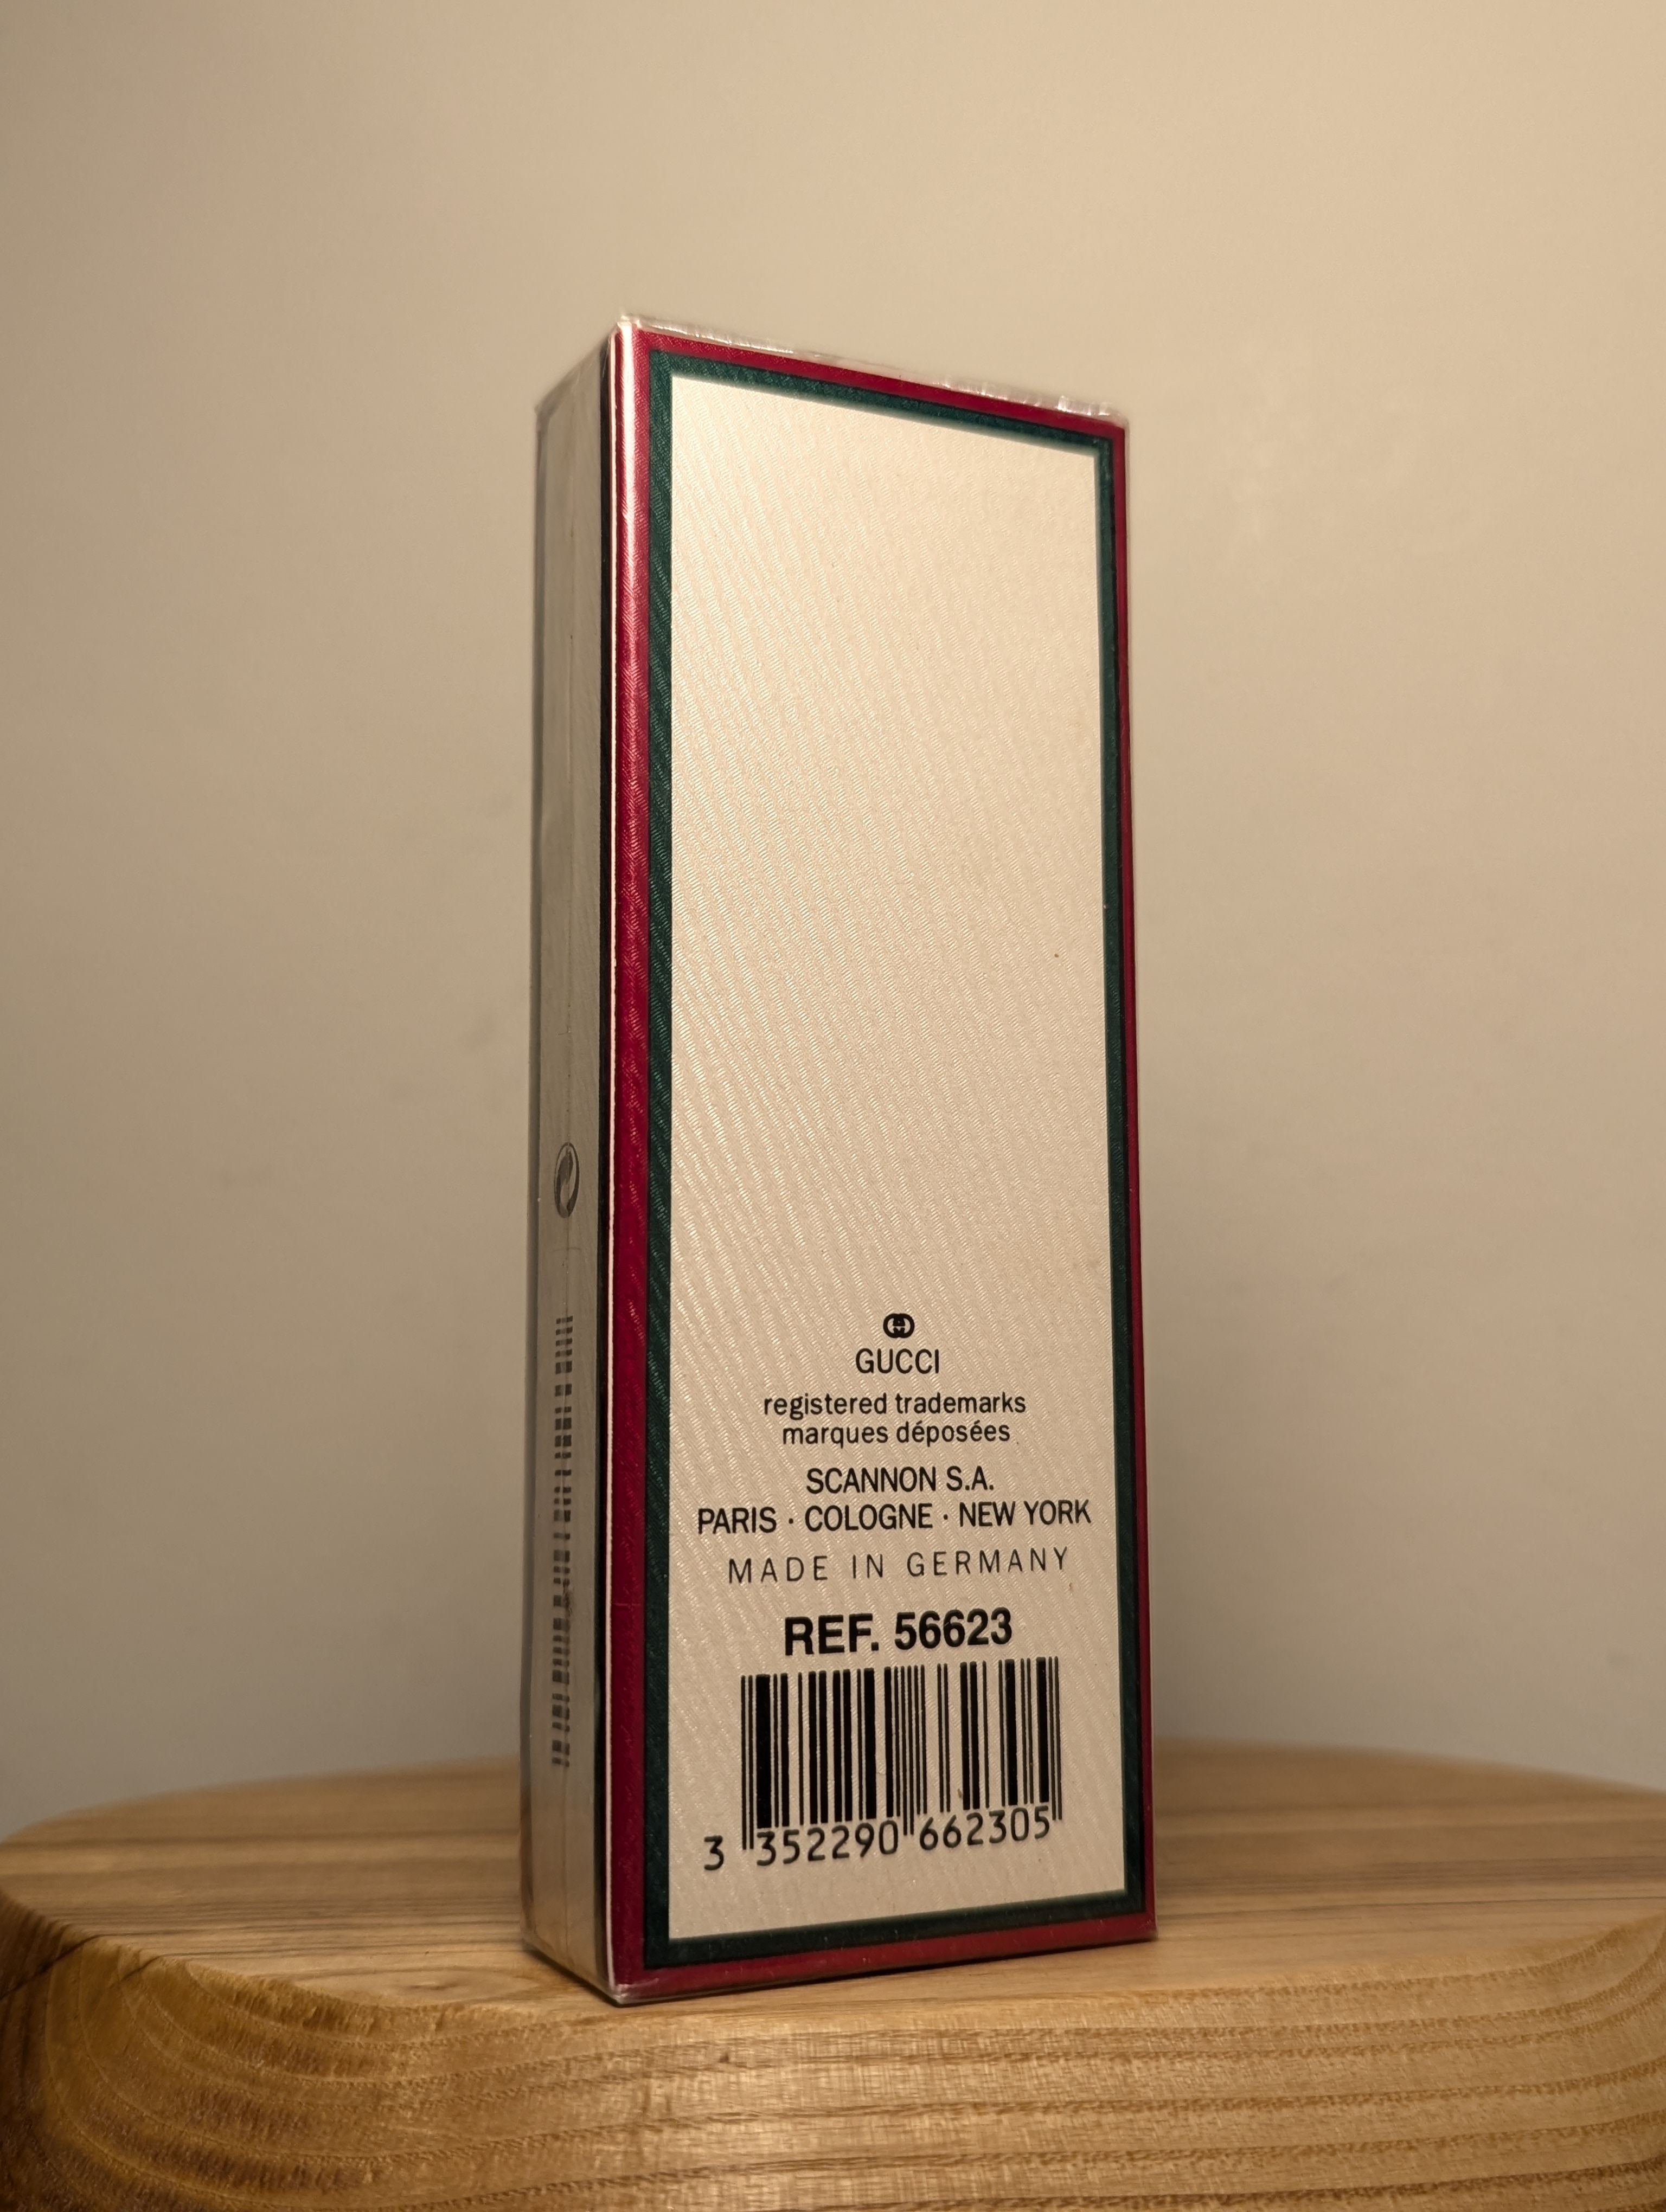 GUCCI
registered trademarks
marques déposées
SCANNON S.A.
PARIS · COLOGNE · NEW YORK
MADE IN GERMANY
REF. 56623
3 352290 662305